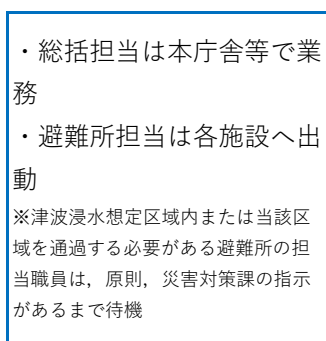 ・総括担当は本庁舎等で業
務
・避難所担当は各施設へ出
動
※津波浸水想定区域内または当該区
域を通過する必要がある避難所の担
当職員は，原則，災害対策課の指示
があるまで待機